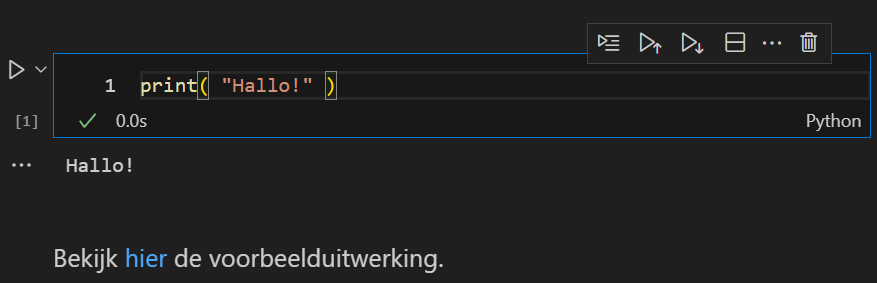 1 print( "Hallo!" )
[1] 0.0s Python
Hallo!
Bekijk hier de voorbeelduitwerking.